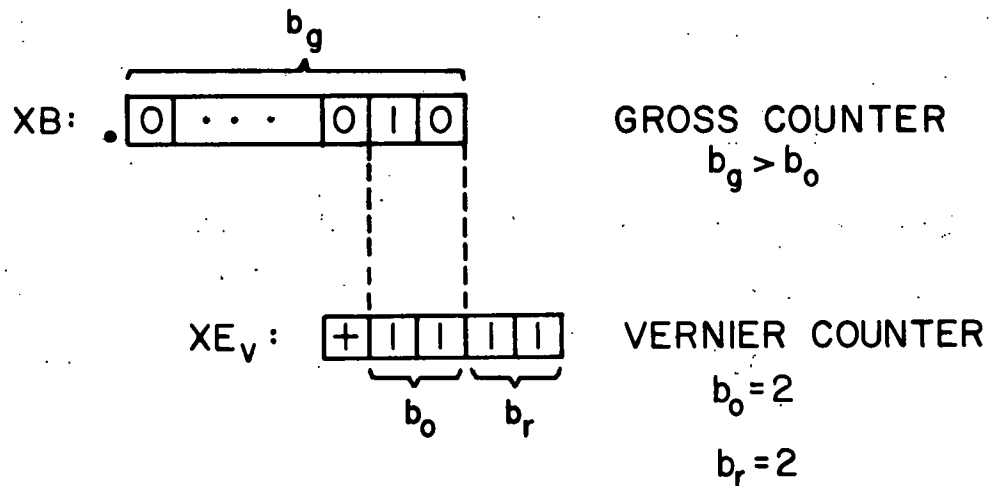 b_g
XB: . 0 · · · 0 1 0 GROSS COUNTER
b_g > b_o
XE_v: + 1 1 1 1 VERNIER COUNTER
b_o b_r b_o = 2
b_r = 2